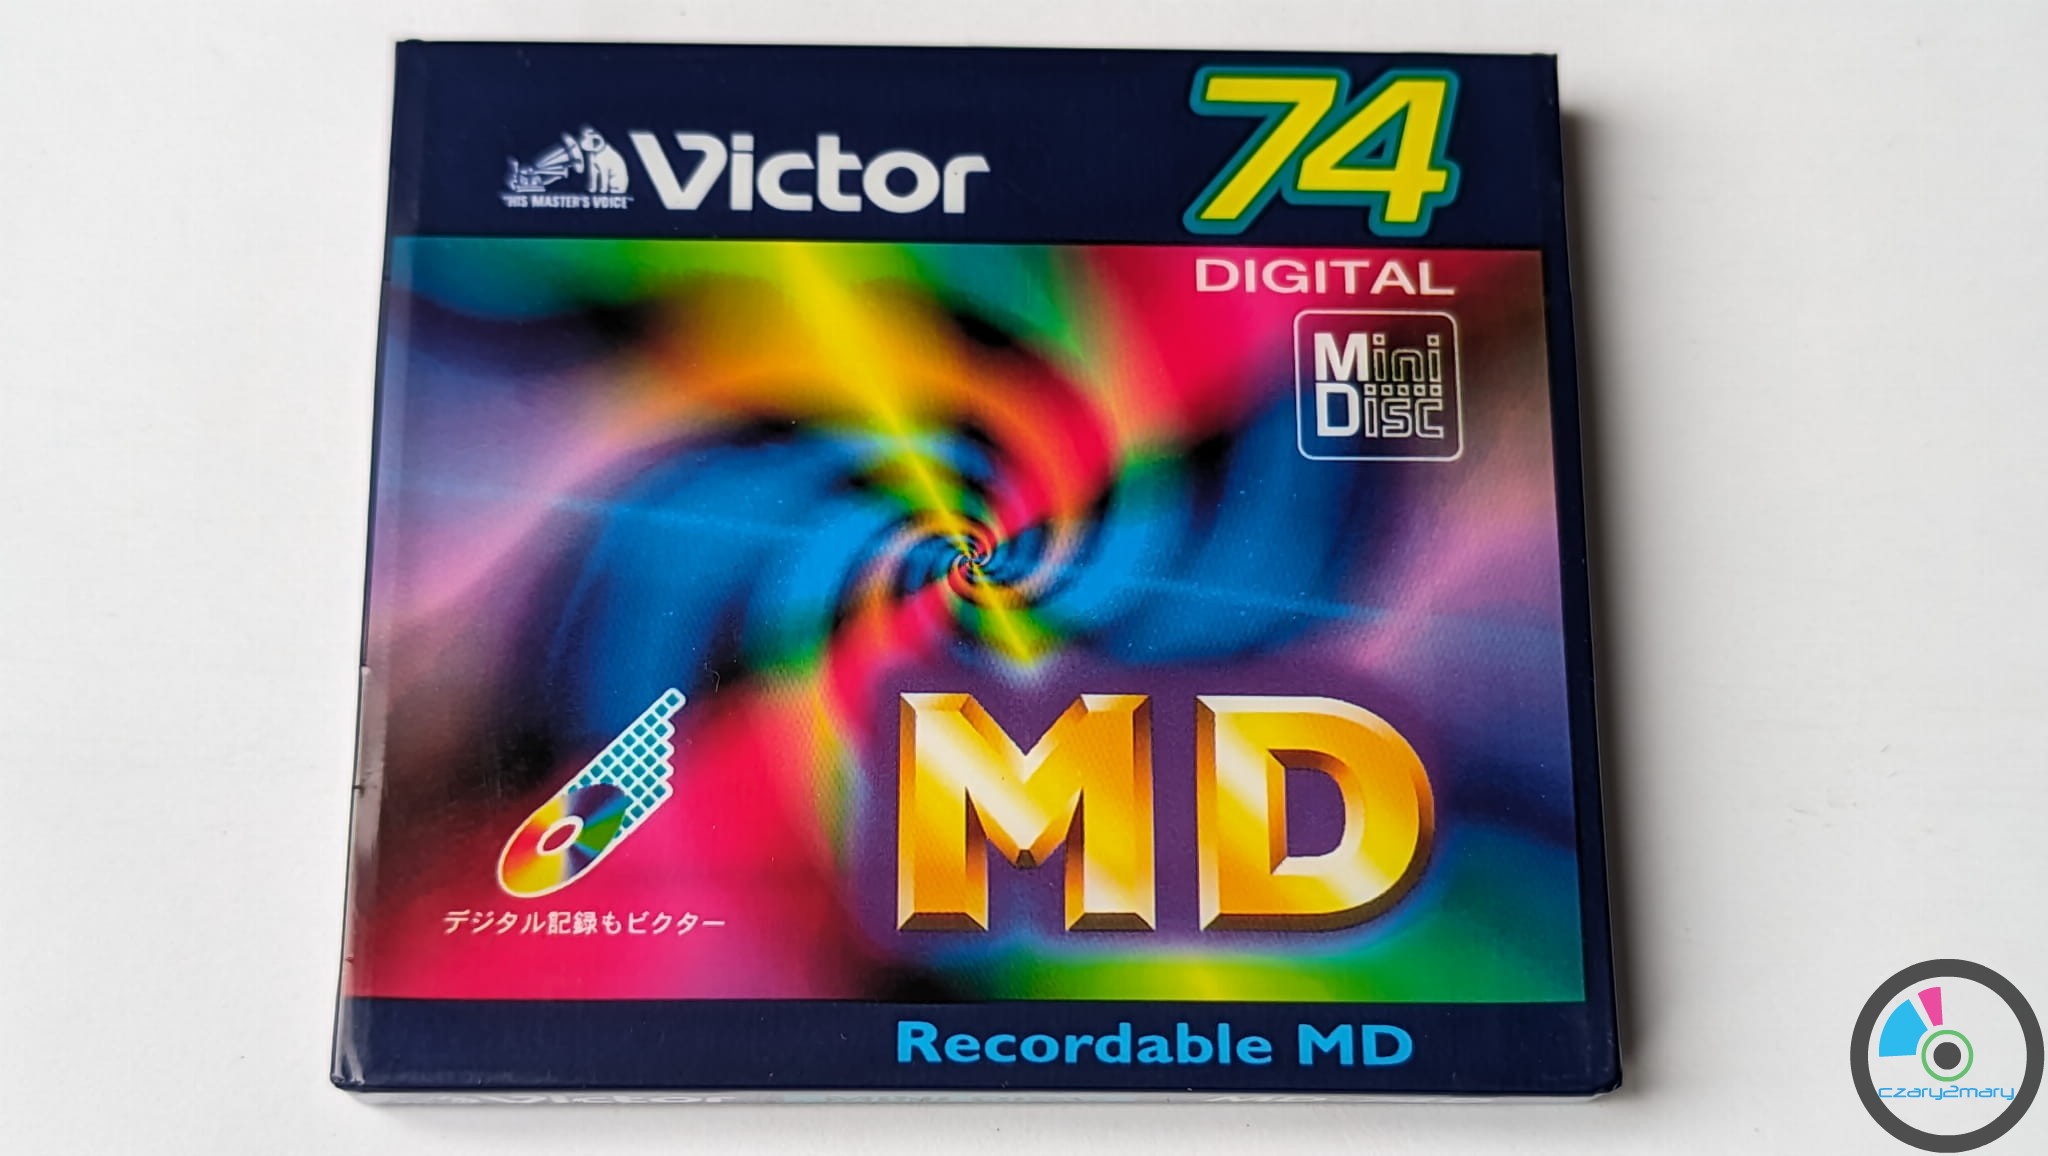 Victor
"HIS MASTER'S VOICE"
74
DIGITAL
Mini
Disc
MD
デジタル記録もビクター
Recordable MD
Victor
czary2mary